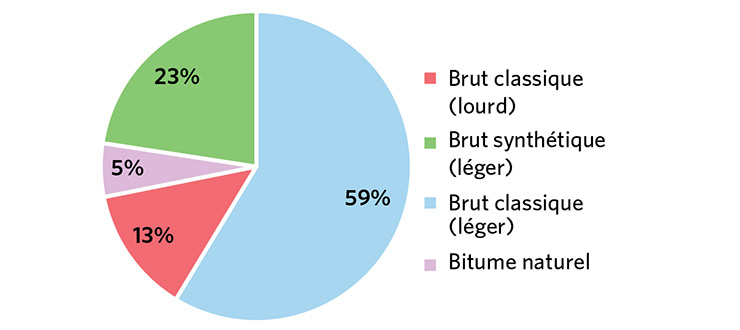 23%
5%
13%
59%
Brut classique
(lourd)
Brut synthétique
(léger)
Brut classique
(léger)
Bitume naturel